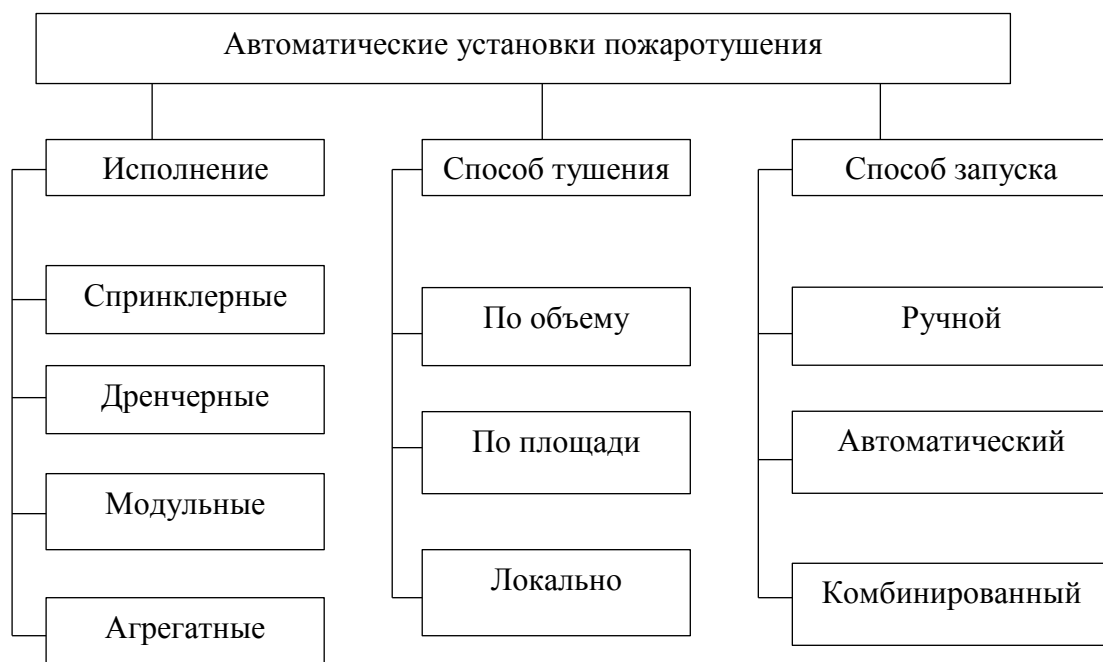 Автоматические установки пожаротушения
Исполнение
Способ тушения
Способ запуска
Спринклерные
Дренчерные
Модульные
Агрегатные
По объему
По площади
Локально
Ручной
Автоматический
Комбинированный